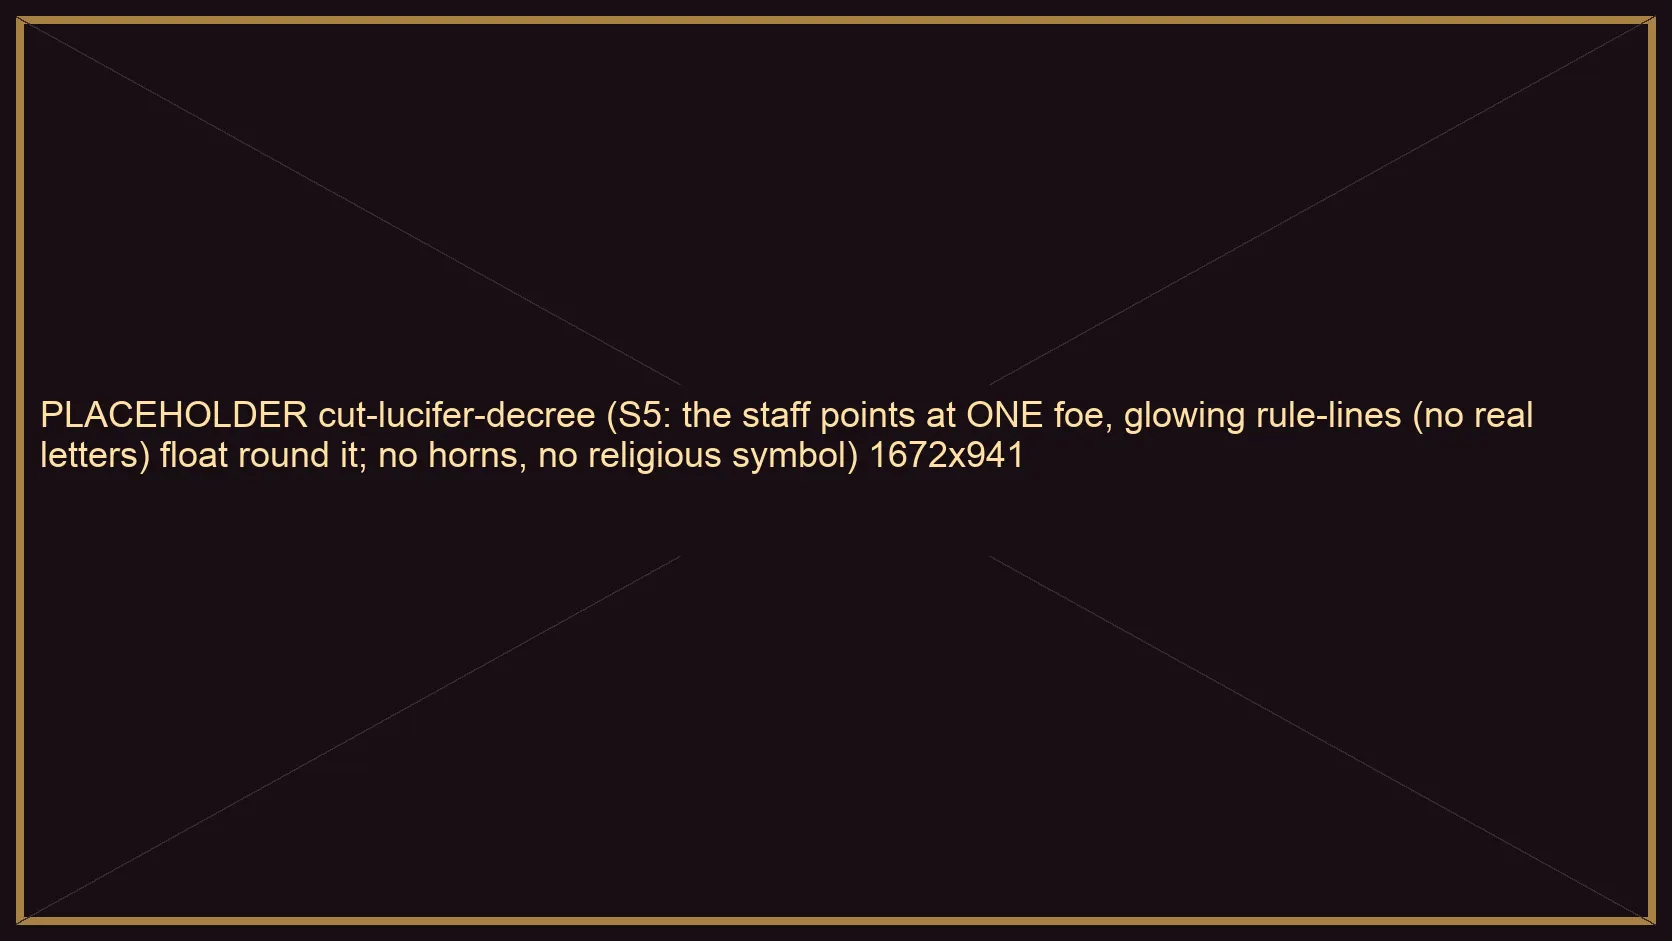 PLACEHOLDER cut-lucifer-decree (S5: the staff points at ONE foe, glowing rule-lines (no real
letters) float round it; no horns, no religious symbol) 1672x941